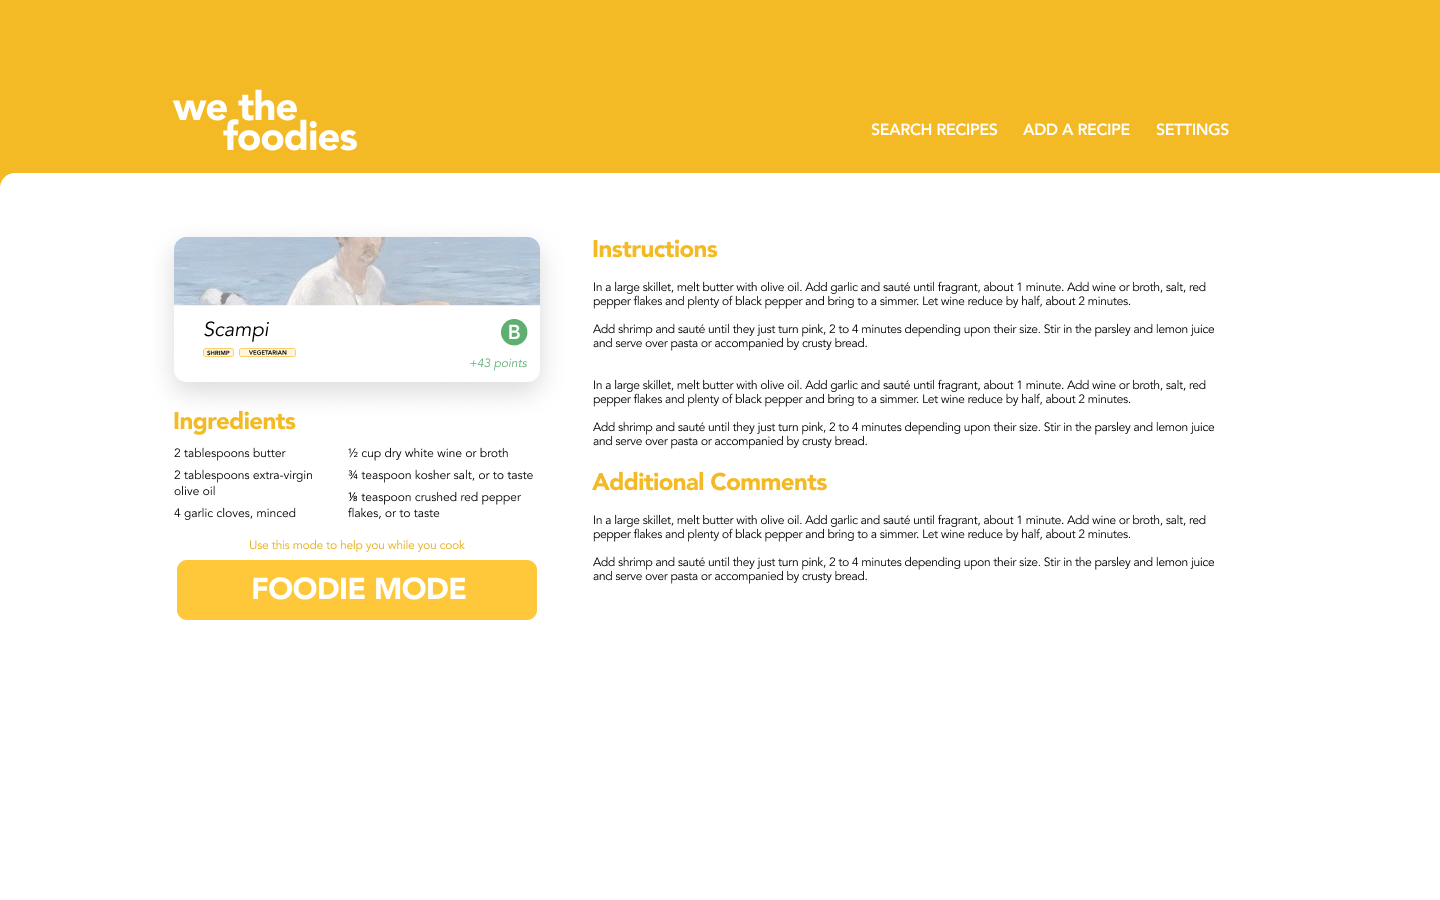 we the
foodies
SEARCH RECIPES ADD A RECIPE SETTINGS
Scampi
SHRIMP VEGETARIAN
B
+43 points
Ingredients
2 tablespoons butter
2 tablespoons extra-virgin
olive oil
4 garlic cloves, minced
½ cup dry white wine or broth
¾ teaspoon kosher salt, or to taste
⅛ teaspoon crushed red pepper
flakes, or to taste
Use this mode to help you while you cook
FOODIE MODE
Instructions
In a large skillet, melt butter with olive oil. Add garlic and sauté until fragrant, about 1 minute. Add wine or broth, salt, red
pepper flakes and plenty of black pepper and bring to a simmer. Let wine reduce by half, about 2 minutes.
Add shrimp and sauté until they just turn pink, 2 to 4 minutes depending upon their size. Stir in the parsley and lemon juice
and serve over pasta or accompanied by crusty bread.
In a large skillet, melt butter with olive oil. Add garlic and sauté until fragrant, about 1 minute. Add wine or broth, salt, red
pepper flakes and plenty of black pepper and bring to a simmer. Let wine reduce by half, about 2 minutes.
Add shrimp and sauté until they just turn pink, 2 to 4 minutes depending upon their size. Stir in the parsley and lemon juice
and serve over pasta or accompanied by crusty bread.
Additional Comments
In a large skillet, melt butter with olive oil. Add garlic and sauté until fragrant, about 1 minute. Add wine or broth, salt, red
pepper flakes and plenty of black pepper and bring to a simmer. Let wine reduce by half, about 2 minutes.
Add shrimp and sauté until they just turn pink, 2 to 4 minutes depending upon their size. Stir in the parsley and lemon juice
and serve over pasta or accompanied by crusty bread.